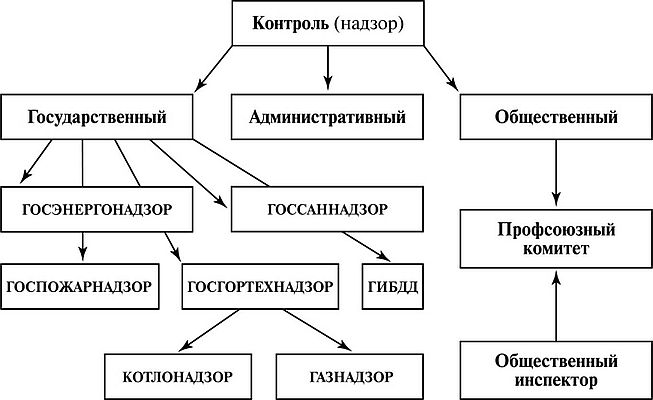 Контроль (надзор)
Государственный
Административный
Общественный
ГОСЭНЕРГОНАДЗОР
ГОССАННАДЗОР
Профсоюзный
комитет
ГОСПОЖАРНАДЗОР
ГОСГОРТЕХНАДЗОР
ГИБДД
КОТЛОНАДЗОР
ГАЗНАДЗОР
Общественный
инспектор